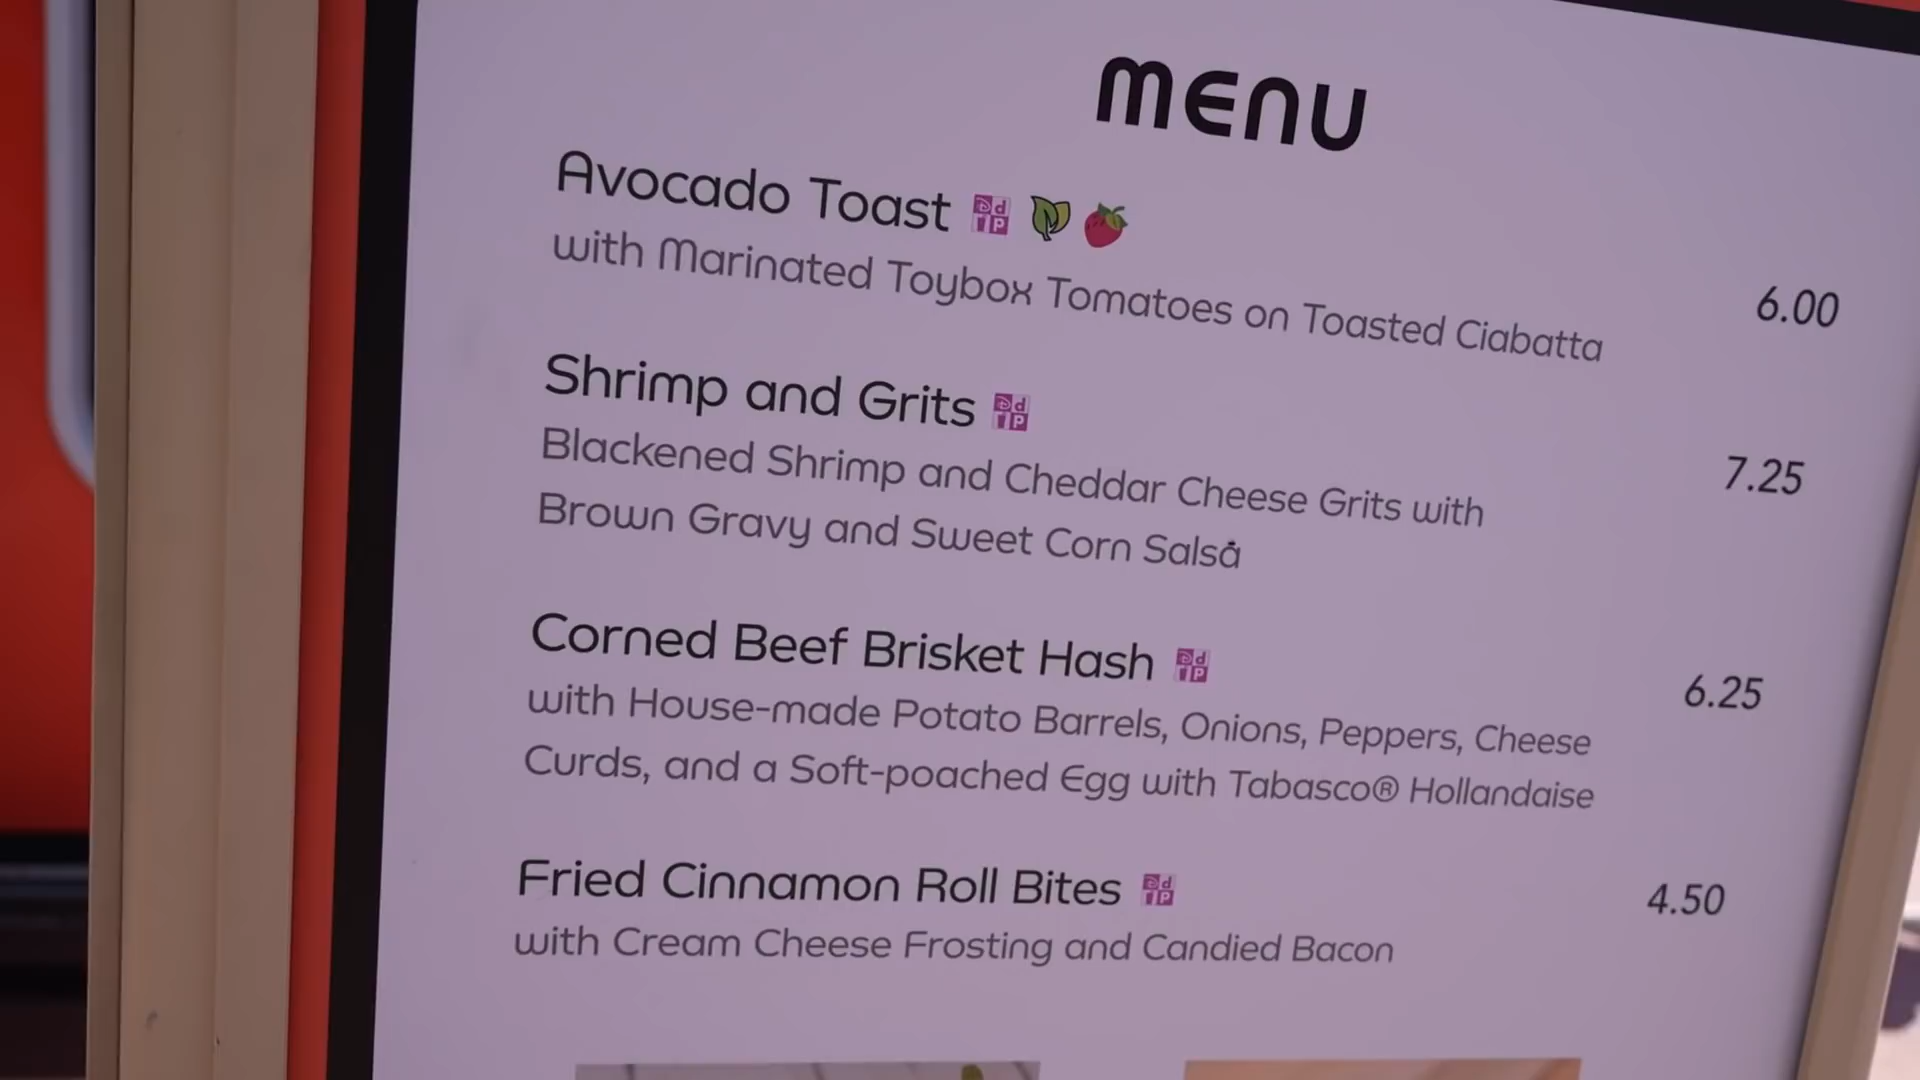 MENU
Avocado Toast
with Marinated Toybox Tomatoes on Toasted Ciabatta
6.00
Shrimp and Grits
Blackened Shrimp and Cheddar Cheese Grits with
Brown Gravy and Sweet Corn Salsa
7.25
Corned Beef Brisket Hash
with House-made Potato Barrels, Onions, Peppers, Cheese
Curds, and a Soft-poached Egg with Tabasco® Hollandaise
6.25
Fried Cinnamon Roll Bites
with Cream Cheese Frosting and Candied Bacon
4.50